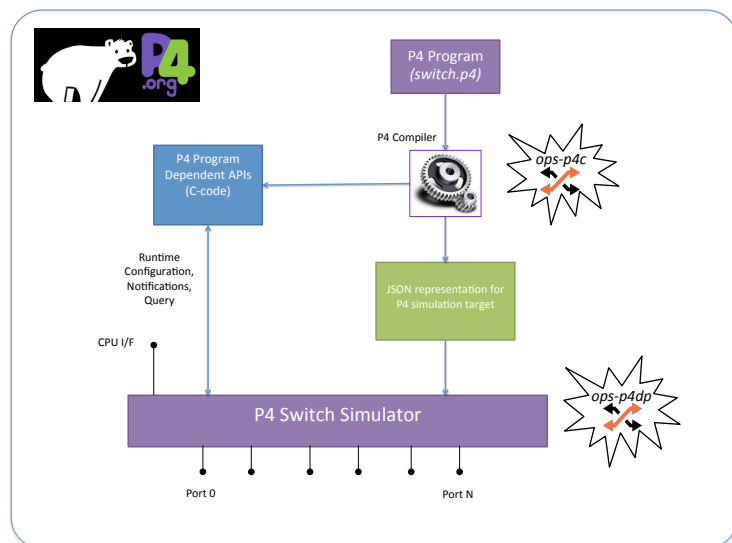 P4
.org
P4 Program
(switch.p4)
P4 Compiler
ops-p4c
P4 Program
Dependent APIs
(C-code)
Runtime
Configuration,
Notifications,
Query
JSON representation for
P4 simulation target
CPU I/F
ops-p4dp
P4 Switch Simulator
Port 0
Port N